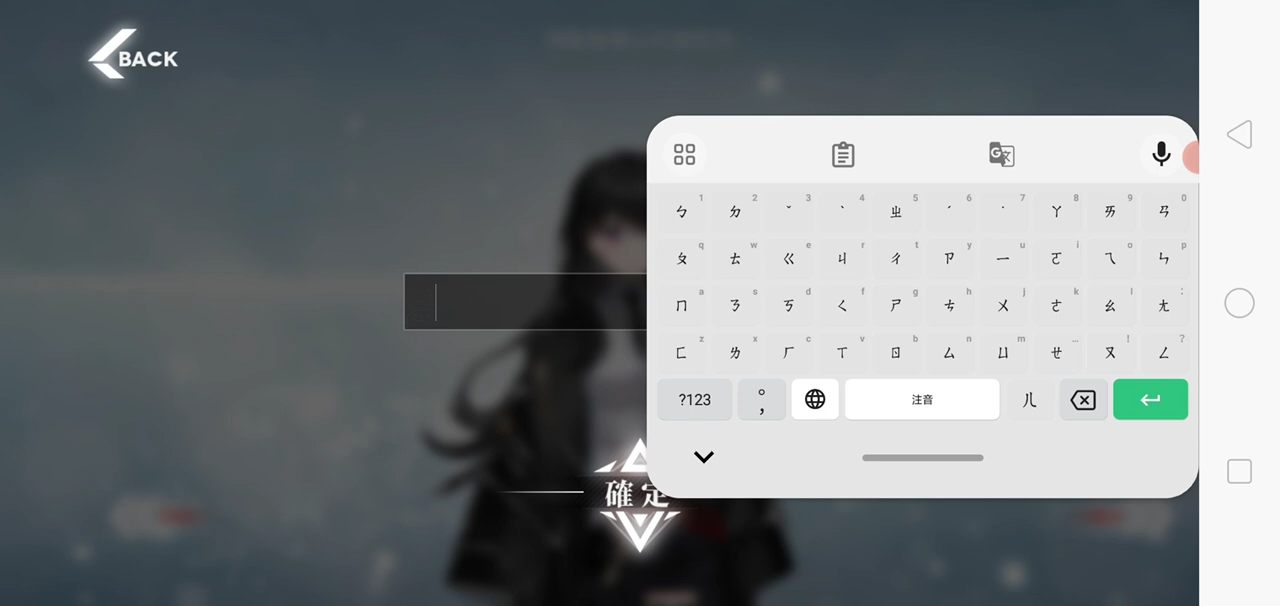 BACK
1 2 3 4 5 6 7 8 9 0
ㄅ ㄉ ˇ ˋ ㄓ ˊ ˙ ㄚ ㄞ ㄢ
q w e r t y u i o p
ㄆ ㄊ ㄍ ㄐ ㄔ ㄗ ㄧ ㄛ ㄟ ㄣ
a s d f g h j k l :
ㄇ ㄋ ㄎ ㄑ ㄕ ㄘ ㄨ ㄜ ㄠ ㄤ
z x c v b n m … ! ?
ㄈ ㄌ ㄏ ㄒ ㄖ ㄙ ㄩ ㄝ ㄡ ㄥ
?123 °, 注音 ㄦ
確定